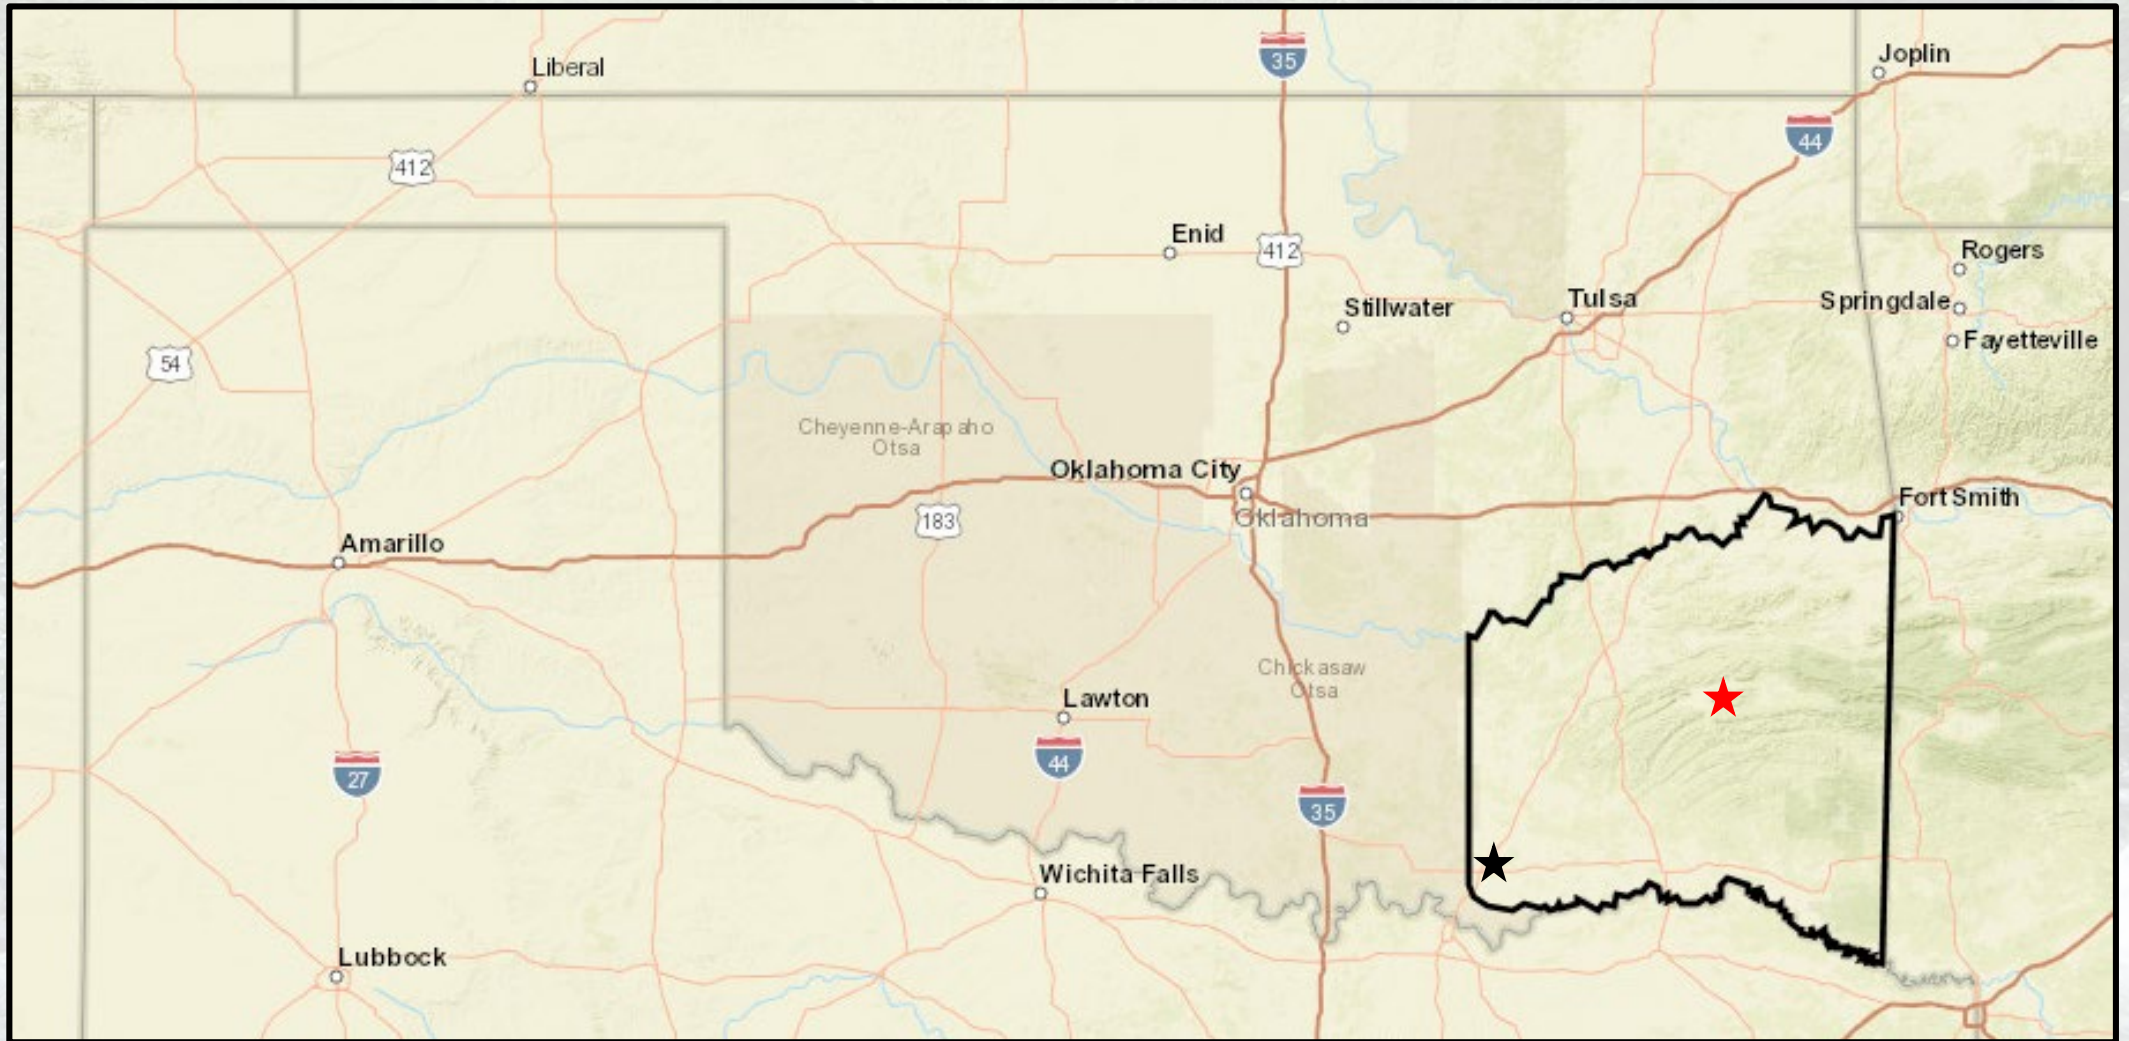 35
Joplin
Liberal
44
412
Enid
412
Rogers
Stillwater
Tulsa
Springdale
Fayetteville
54
Cheyenne-Arapaho
Otsa
Oklahoma City
Fort Smith
183
Oklahoma
Amarillo
Chickasaw
Otsa
Lawton
44
27
35
Wichita Falls
Lubbock